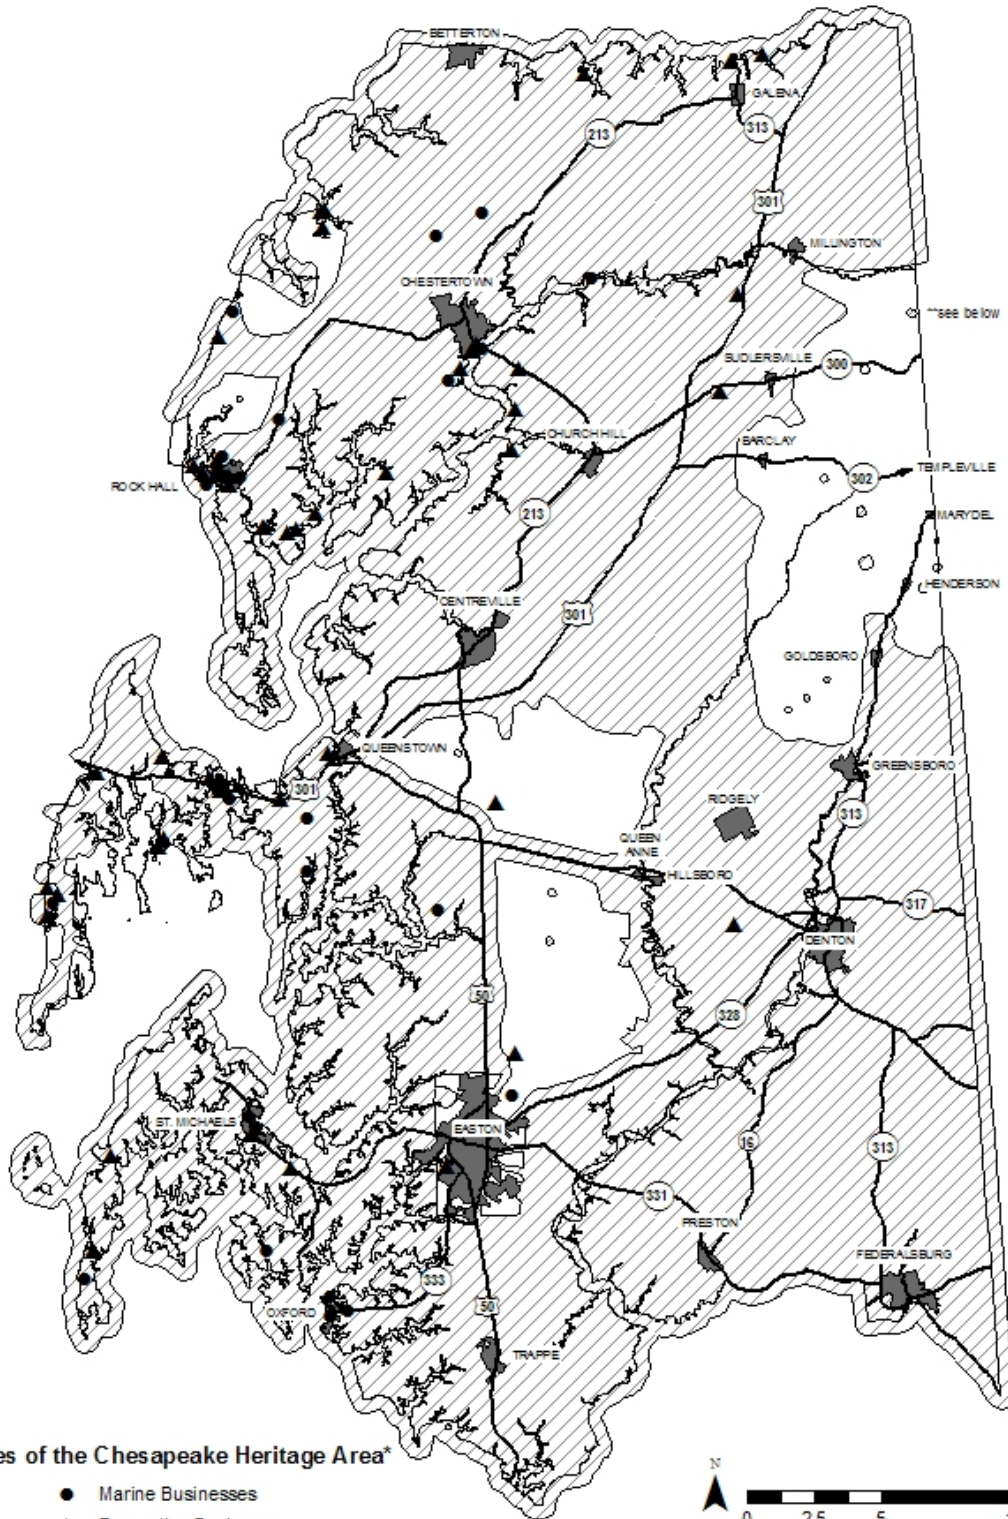 BETTERTON
GALENA
213
313
301
MILLINGTON
CHESTERTOWN
**see below
SUDLERSVILLE
300
CHURCH HILL
BARCLAY
TEMPLEVILLE
302
ROCK HALL
213
MARYDEL
HENDERSON
CENTREVILLE
301
GOLDSBORO
QUEENSTOWN
GREENSBORO
301
RIDGELY
313
QUEEN
ANNE
HILLSBORO
317
DENTON
50
328
ST. MICHAELS
EASTON
16
313
331
PRESTON
FEDERALSBURG
333
OXFORD
50
TRAPPE
es of the Chesapeake Heritage Area*
Marine Businesses
N
0 2.5 5